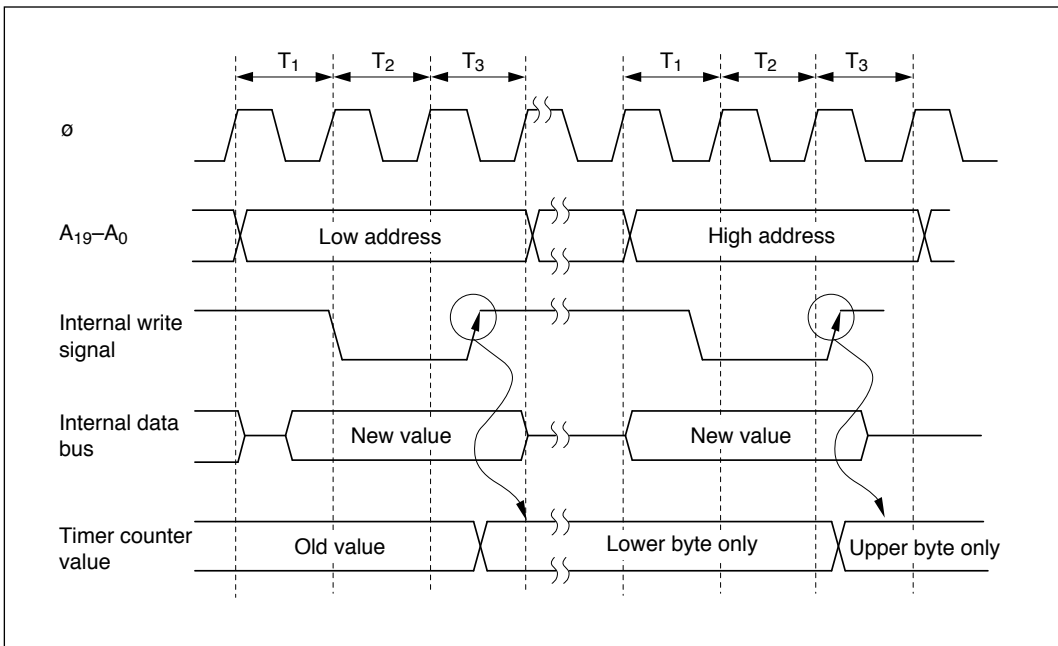 T1 T2 T3 T1 T2 T3
ø
A19–A0
Low address
High address
Internal write
signal
Internal data
bus
New value
New value
Timer counter
value
Old value
Lower byte only
Upper byte only